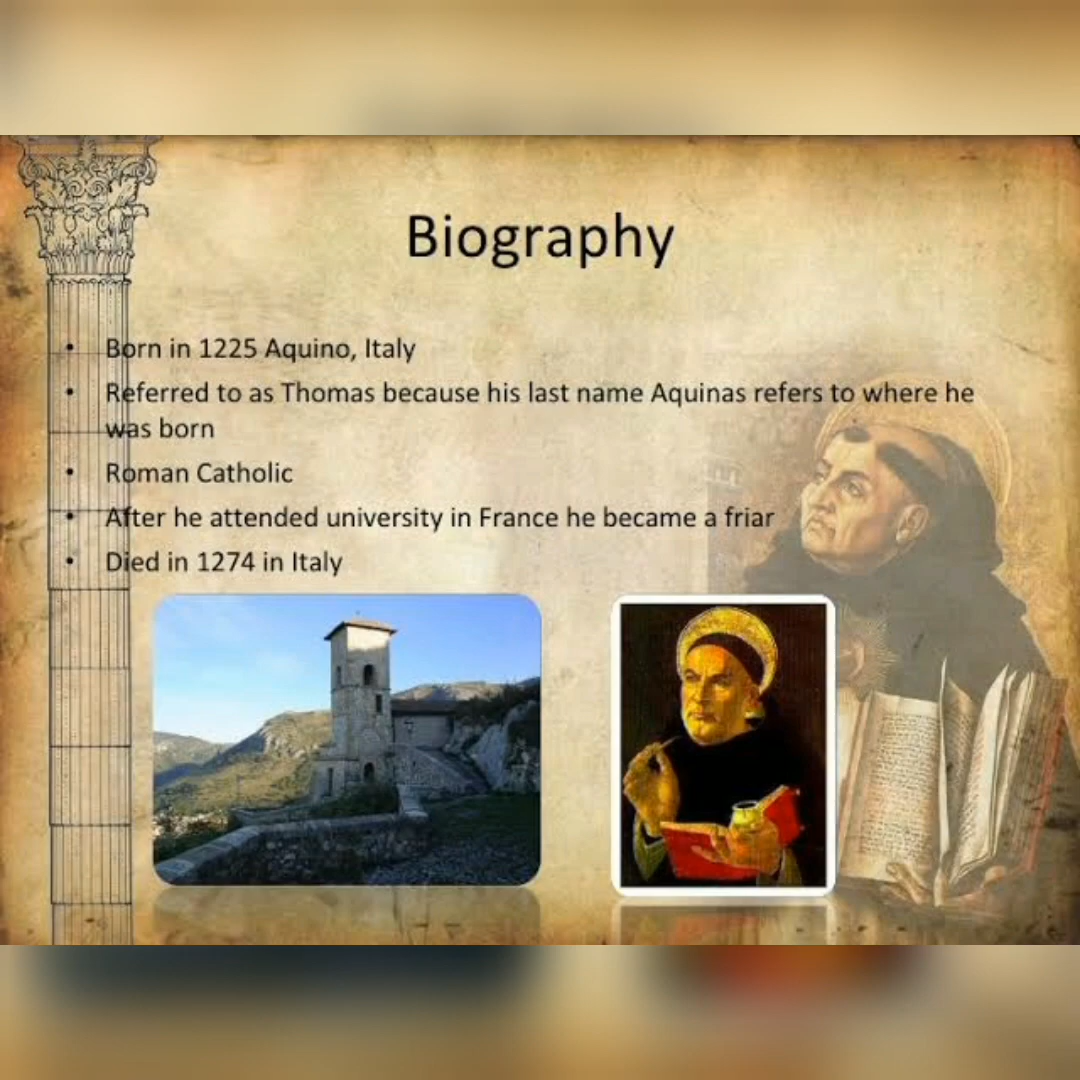 Biography
• Born in 1225 Aquino, Italy
• Referred to as Thomas because his last name Aquinas refers to where he
was born
• Roman Catholic
• After he attended university in France he became a friar
• Died in 1274 in Italy